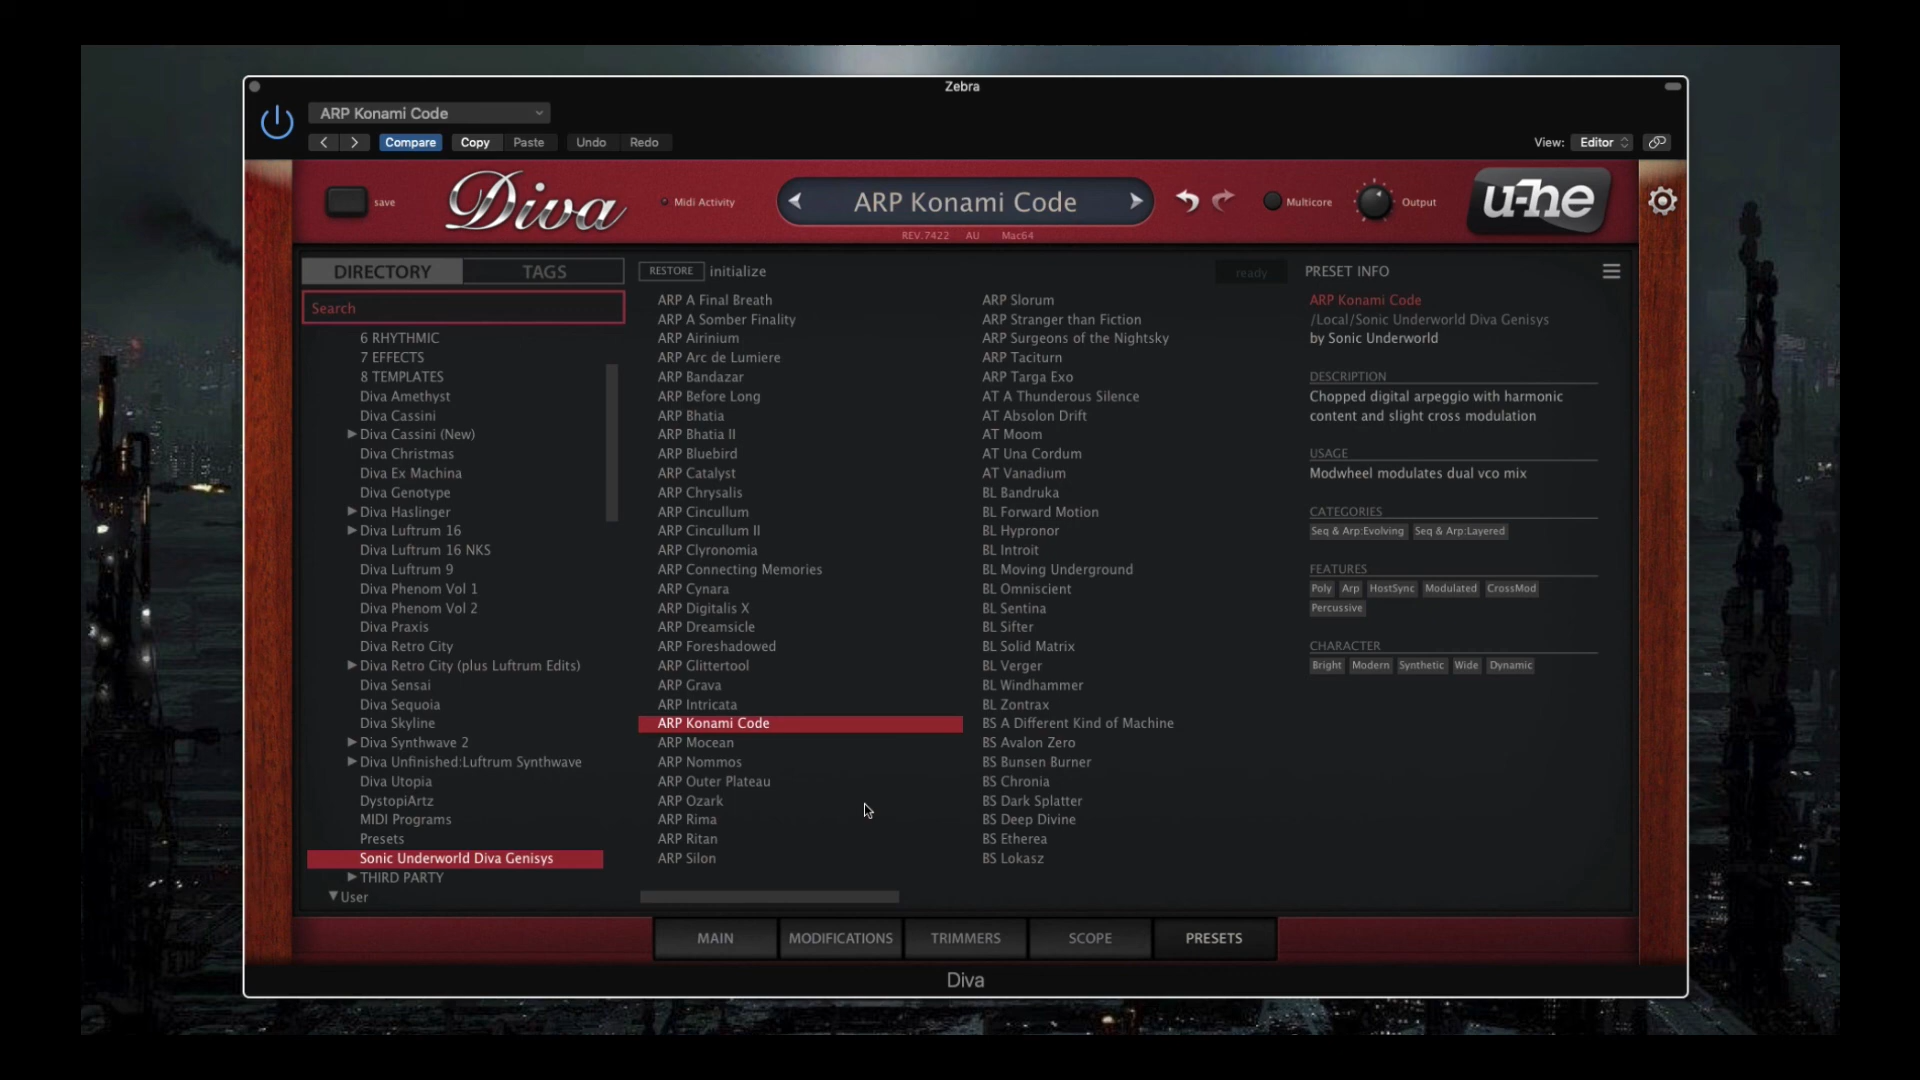 Zebra
ARP Konami Code
Compare Copy Paste Undo Redo
View: Editor
save
Diva
Midi Activity
ARP Konami Code
Multicore
Output
u-he
REV.7422 AU Mac64
DIRECTORY TAGS
Search
6 RHYTHMIC
7 EFFECTS
8 TEMPLATES
Diva Amethyst
Diva Cassini
Diva Cassini (New)
Diva Christmas
Diva Ex Machina
Diva Genotype
Diva Haslinger
Diva Luftrum 16
Diva Luftrum 16 NKS
Diva Luftrum 9
Diva Phenom Vol 1
Diva Phenom Vol 2
Diva Praxis
Diva Retro City
Diva Retro City (plus Luftrum Edits)
Diva Sensai
Diva Sequoia
Diva Skyline
Diva Synthwave 2
Diva Unfinished:Luftrum Synthwave
Diva Utopia
DystopiArtz
MIDI Programs
Presets
Sonic Underworld Diva Genisys
THIRD PARTY
User
RESTORE initialize
ready
ARP A Final Breath
ARP A Somber Finality
ARP Airinium
ARP Arc de Lumiere
ARP Bandazar
ARP Before Long
ARP Bhatia
ARP Bhatia II
ARP Bluebird
ARP Catalyst
ARP Chrysalis
ARP Cincullum
ARP Cincullum II
ARP Clyronomia
ARP Connecting Memories
ARP Cynara
ARP Digitalis X
ARP Dreamsicle
ARP Foreshadowed
ARP Glittertool
ARP Grava
ARP Intricata
ARP Konami Code
ARP Mocean
ARP Nommos
ARP Outer Plateau
ARP Ozark
ARP Rima
ARP Ritan
ARP Silon
ARP Slorum
ARP Stranger than Fiction
ARP Surgeons of the Nightsky
ARP Taciturn
ARP Targa Exo
AT A Thunderous Silence
AT Absolon Drift
AT Moom
AT Una Cordum
AT Vanadium
BL Bandruka
BL Forward Motion
BL Hypronor
BL Introit
BL Moving Underground
BL Omniscient
BL Sentina
BL Sifter
BL Solid Matrix
BL Verger
BL Windhammer
BL Zontrax
BS A Different Kind of Machine
BS Avalon Zero
BS Bunsen Burner
BS Chronia
BS Dark Splatter
BS Deep Divine
BS Etherea
BS Lokasz
PRESET INFO
ARP Konami Code
/Local/Sonic Underworld Diva Genisys
by Sonic Underworld
DESCRIPTION
Chopped digital arpeggio with harmonic
content and slight cross modulation
USAGE
Modwheel modulates dual vco mix
CATEGORIES
Seq & Arp:Evolving Seq & Arp:Layered
FEATURES
Poly Arp HostSync Modulated CrossMod
Percussive
CHARACTER
Bright Modern Synthetic Wide Dynamic
MAIN MODIFICATIONS TRIMMERS SCOPE PRESETS
Diva